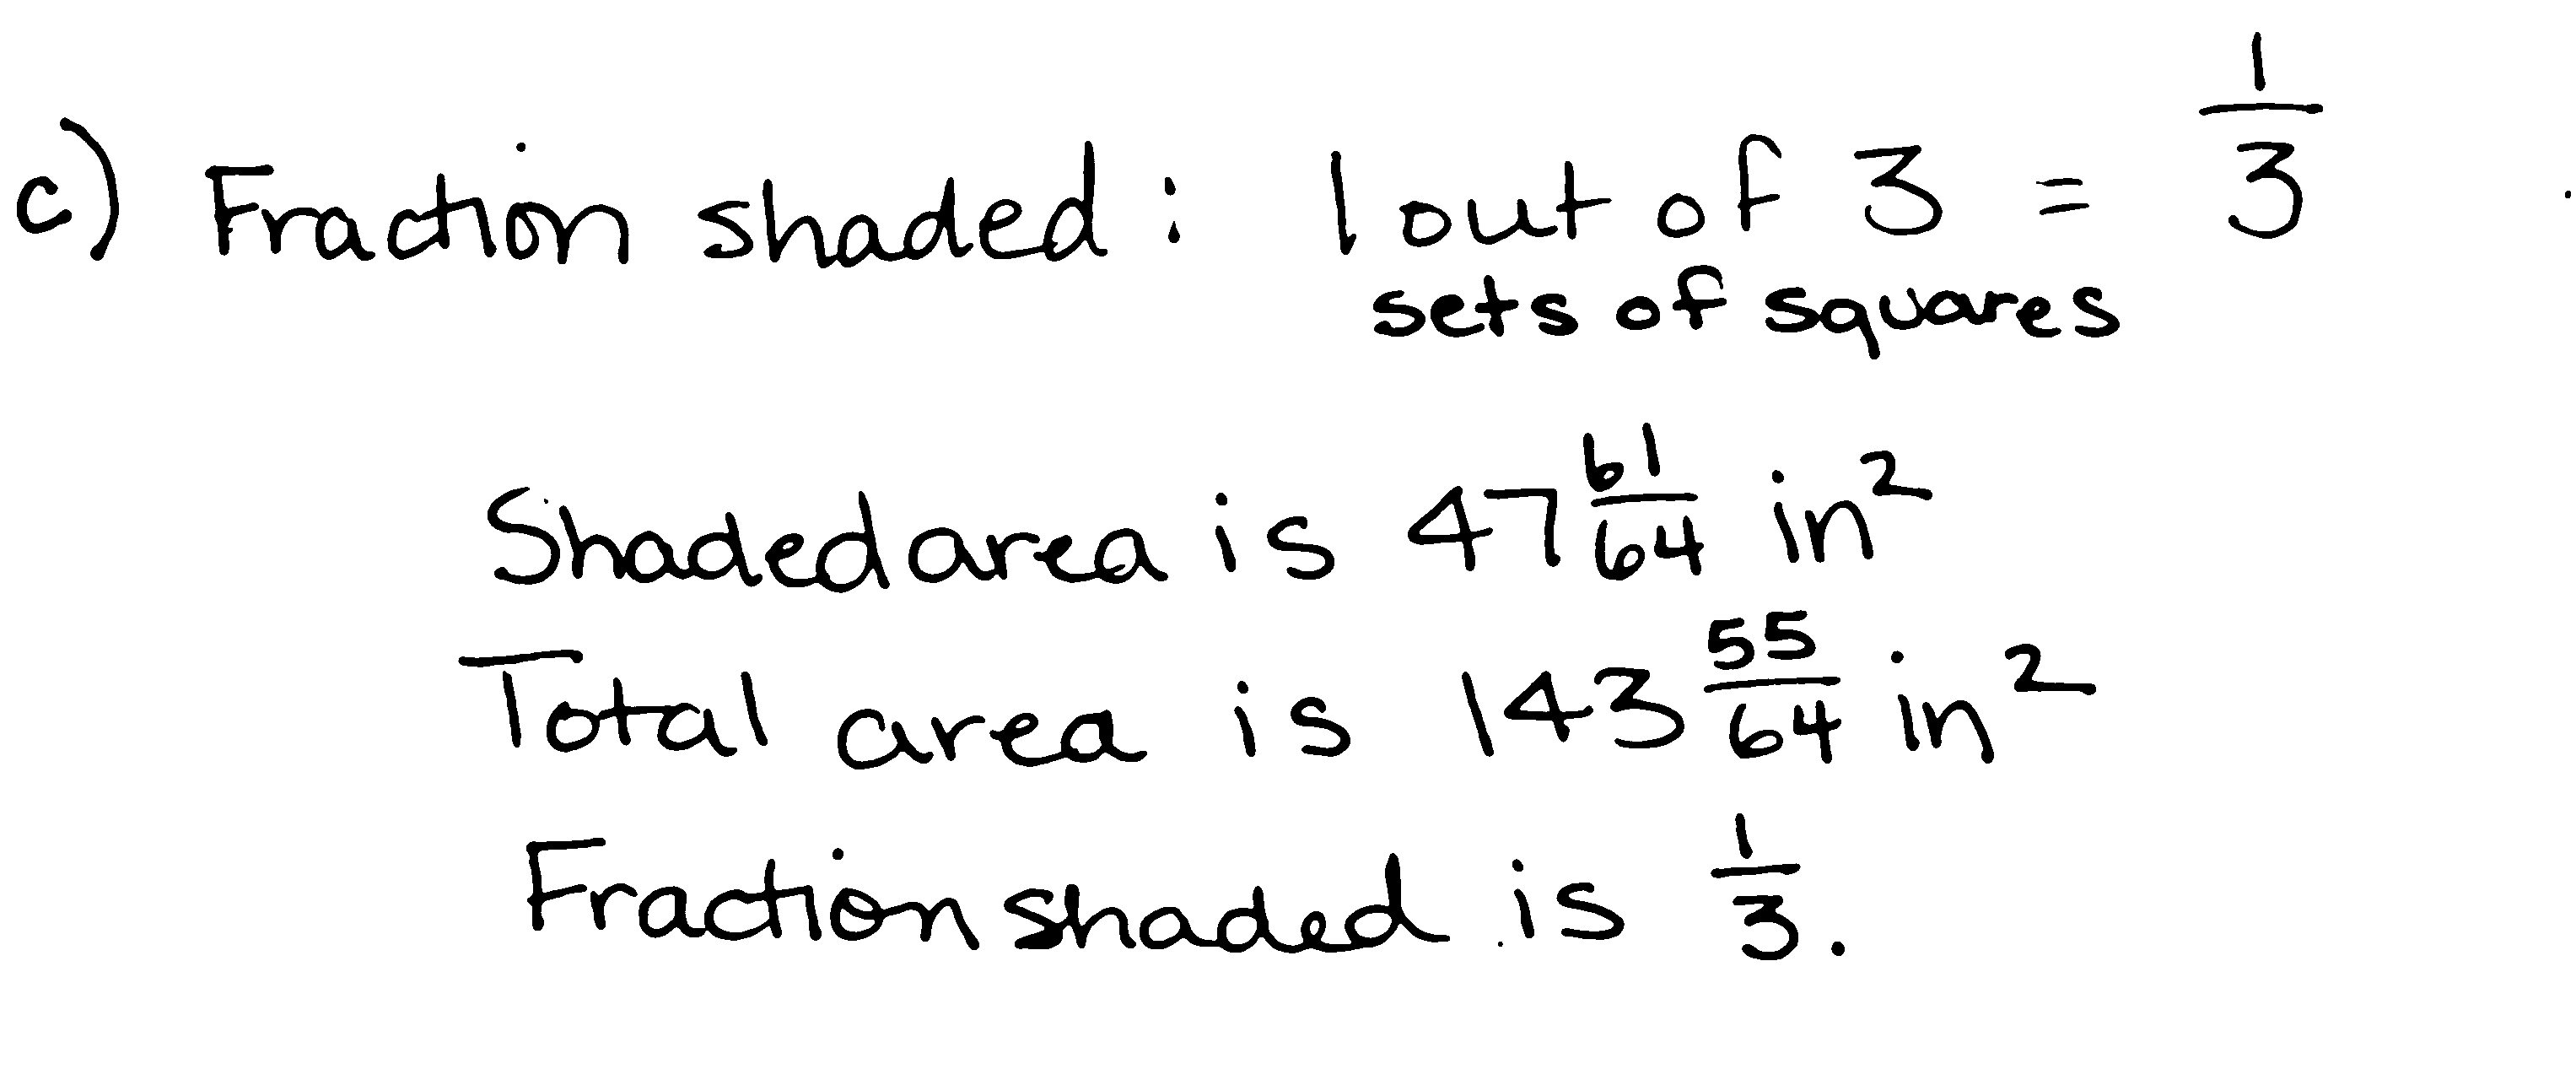 c) Fraction shaded: 1 out of 3 = 1/3
sets of squares
Shaded area is 47 61/64 in²
Total area is 143 55/64 in²
Fraction shaded is 1/3.